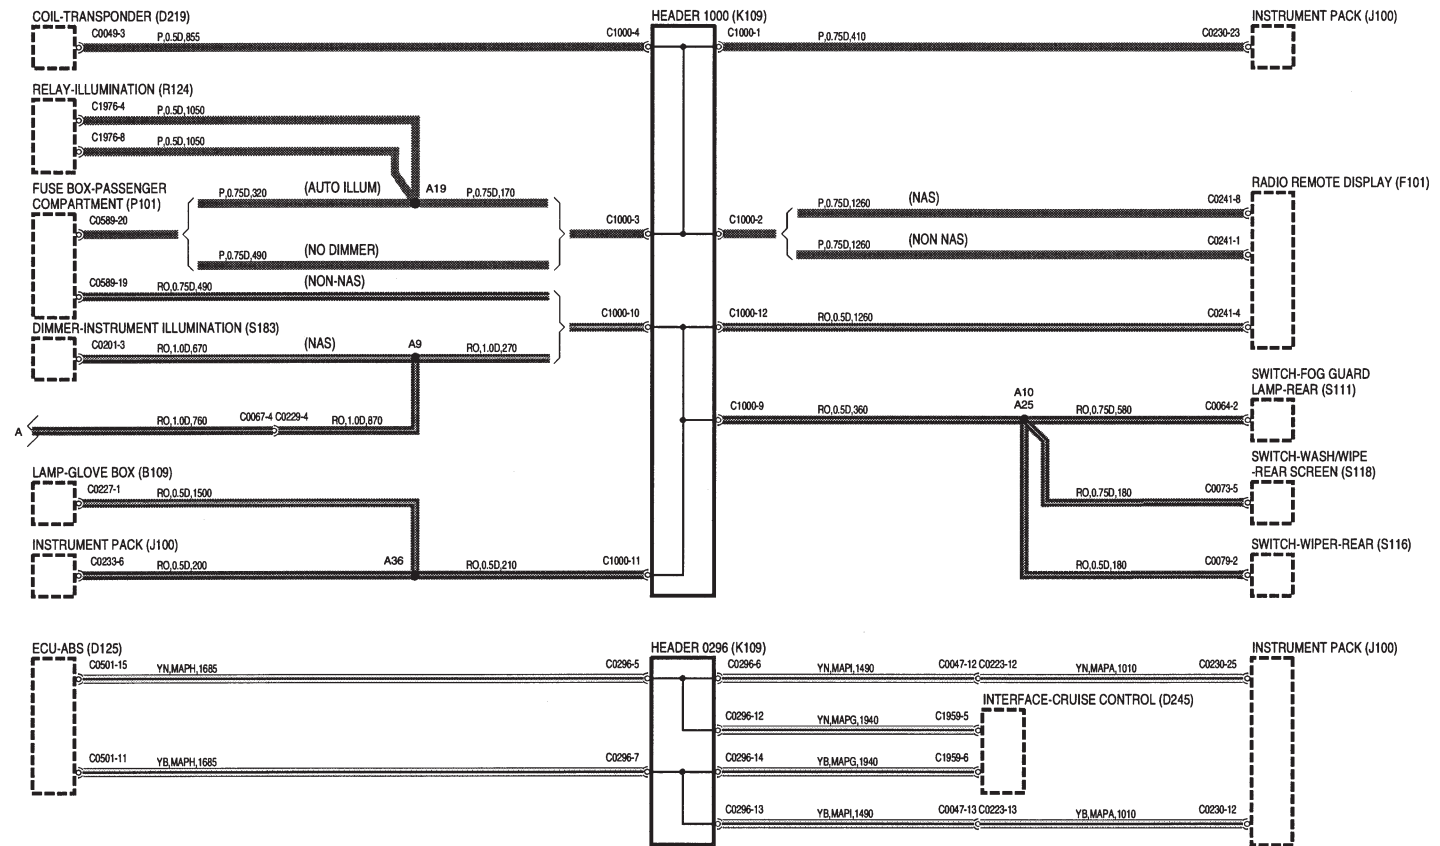 COIL-TRANSPONDER (D219)
HEADER 1000 (K109)
INSTRUMENT PACK (J100)
C0049-3
P,0.5D,855
C1000-4
C1000-1
P,0.75D,410
C0230-23
RELAY-ILLUMINATION (R124)
C1976-4
P,0.5D,1050
C1976-8
P,0.5D,1050
FUSE BOX-PASSENGER
COMPARTMENT (P101)
P,0.75D,320
(AUTO ILLUM)
A19
P,0.75D,170
RADIO REMOTE DISPLAY (F101)
P,0.75D,1260
(NAS)
C0241-8
C0589-20
C1000-3
C1000-2
P,0.75D,490
(NO DIMMER)
P,0.75D,1260
(NON NAS)
C0241-1
C0589-19
RO,0.75D,490
(NON-NAS)
DIMMER-INSTRUMENT ILLUMINATION (S183)
C1000-10
C1000-12
RO,0.5D,1260
C0241-4
C0201-3
RO,1.0D,670
(NAS)
A9
RO,1.0D,270
SWITCH-FOG GUARD
LAMP-REAR (S111)
A
RO,1.0D,760
C0067-4 C0229-4
RO,1.0D,870
C1000-9
RO,0.5D,360
A10
A25
RO,0.75D,580
C0064-2
LAMP-GLOVE BOX (B109)
SWITCH-WASH/WIPE
-REAR SCREEN (S118)
C0227-1
RO,0.5D,1500
RO,0.75D,180
C0073-5
INSTRUMENT PACK (J100)
SWITCH-WIPER-REAR (S116)
C0233-6
RO,0.5D,200
A36
RO,0.5D,210
C1000-11
RO,0.5D,180
C0079-2
ECU-ABS (D125)
HEADER 0296 (K109)
INSTRUMENT PACK (J100)
C0501-15
YN,MAPH,1685
C0296-5
C0296-6
YN,MAPI,1490
C0047-12 C0223-12
YN,MAPA,1010
C0230-25
INTERFACE-CRUISE CONTROL (D245)
C0296-12
YN,MAPG,1940
C1959-5
C0501-11
YB,MAPH,1685
C0296-7
C0296-14
YB,MAPG,1940
C1959-6
C0296-13
YB,MAPI,1490
C0047-13 C0223-13
YB,MAPA,1010
C0230-12